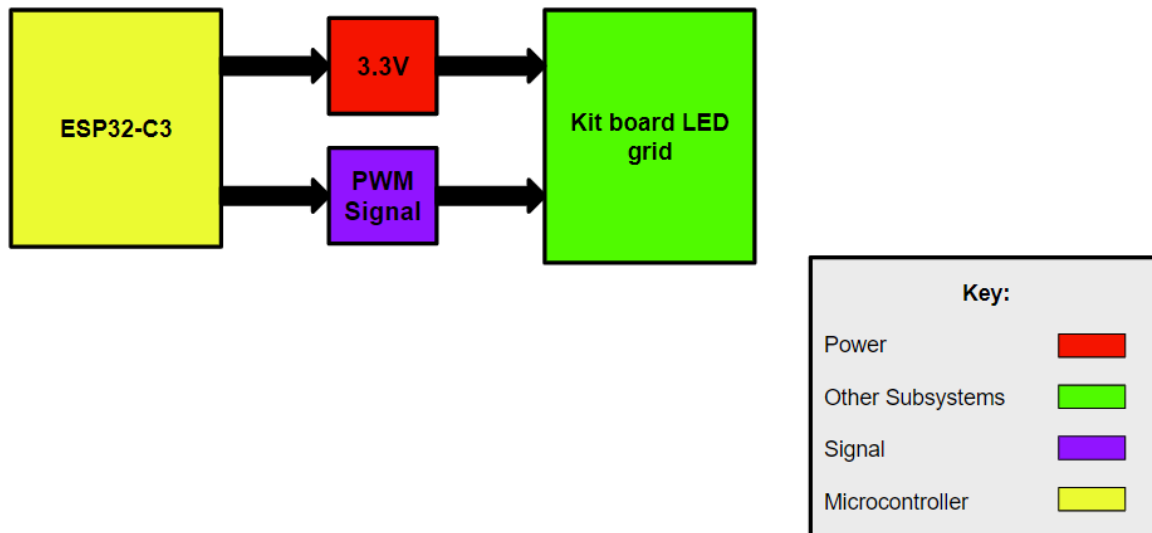 ESP32-C3
3.3V
PWM
Signal
Kit board LED
grid
Key:
Power
Other Subsystems
Signal
Microcontroller